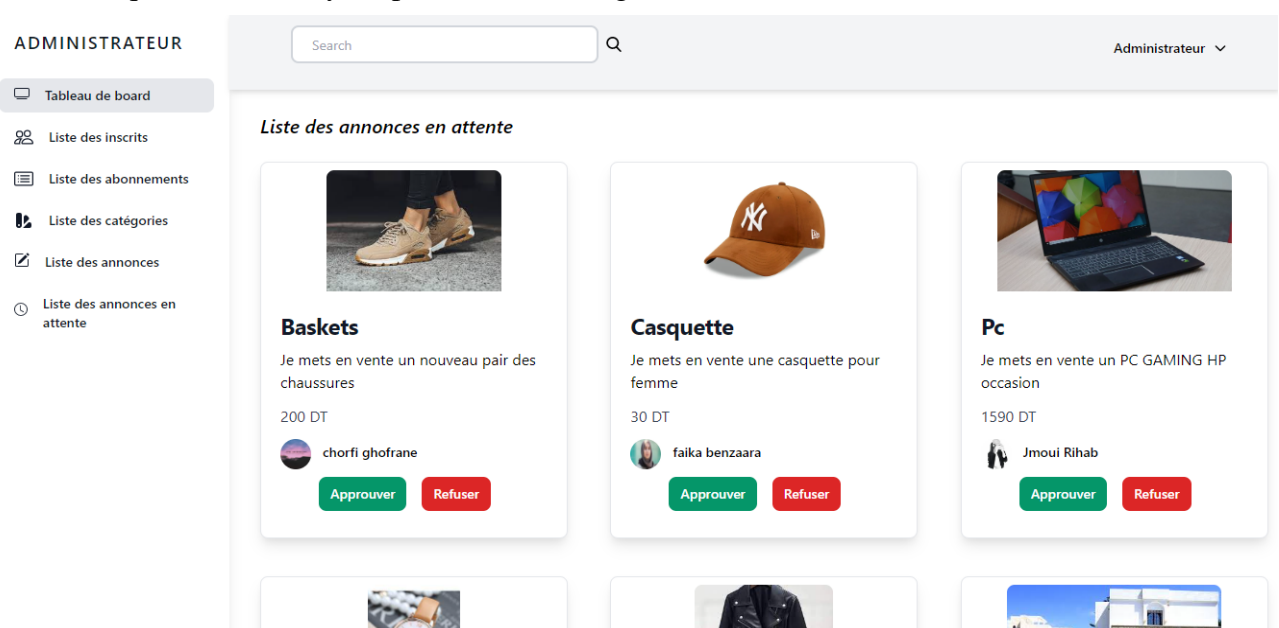 ADMINISTRATEUR
Search
Administrateur
Tableau de board
Liste des inscrits
Liste des abonnements
Liste des catégories
Liste des annonces
Liste des annonces en
attente
Liste des annonces en attente
Baskets
Je mets en vente un nouveau pair des
chaussures
200 DT
chorfi ghofrane
Approuver Refuser
NY
Casquette
Je mets en vente une casquette pour
femme
30 DT
faika benzaara
Approuver Refuser
Pc
Je mets en vente un PC GAMING HP
occasion
1590 DT
Jmoui Rihab
Approuver Refuser